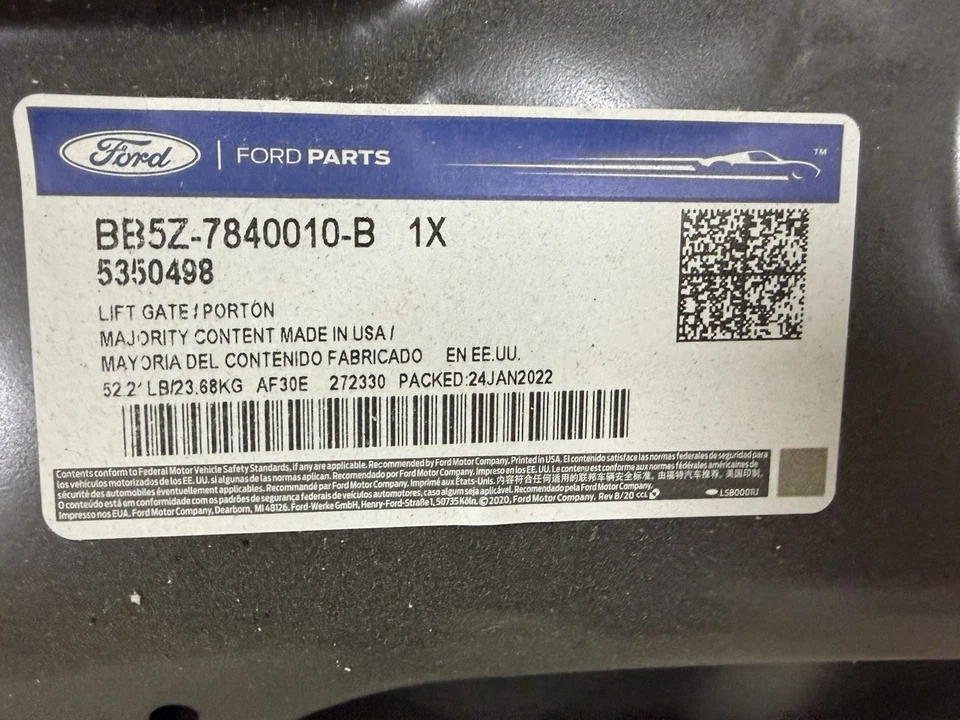 Ford | FORD PARTS ™
BB5Z-7840010-B 1X
5350498
LIFT GATE / PORTÓN
MAJORITY CONTENT MADE IN USA /
MAYORIA DEL CONTENIDO FABRICADO EN EE.UU.
LB/23.68KG AF30E 272330 PACKED:24JAN2022
Contents conform to Federal Motor Vehicle Safety Standards, if any are applicable. Recommended by Ford Motor Company. Printed in USA. El contenido satisface las normas federales de seguridad para
los vehículos motorizados de los EE. UU. si algunas de las normas aplican. Recomendado por Ford Motor Company. Impreso en los EE. UU. Le contenu est conforme aux normes fédérales américaines de
sécurité des automobiles éventuellement applicables. Recommandé par Ford Motor Company. Imprimé aux États-Unis. 内容符合任何适用的联邦车辆安全标准。由福特汽车推荐。美国印制.
O conteúdo está em conformidade com os padrões de segurança federais de veículos automotores, caso algum seja aplicável. Recomendado pela Ford Motor Company.
Impresso nos EUA. Ford Motor Company, Dearborn, MI 48126. Ford-Werke GmbH, Henry-Ford-Straße 1, 50735 Köln. ©2020, Ford Motor Company. Rev B/20 CCL
LSB0001U